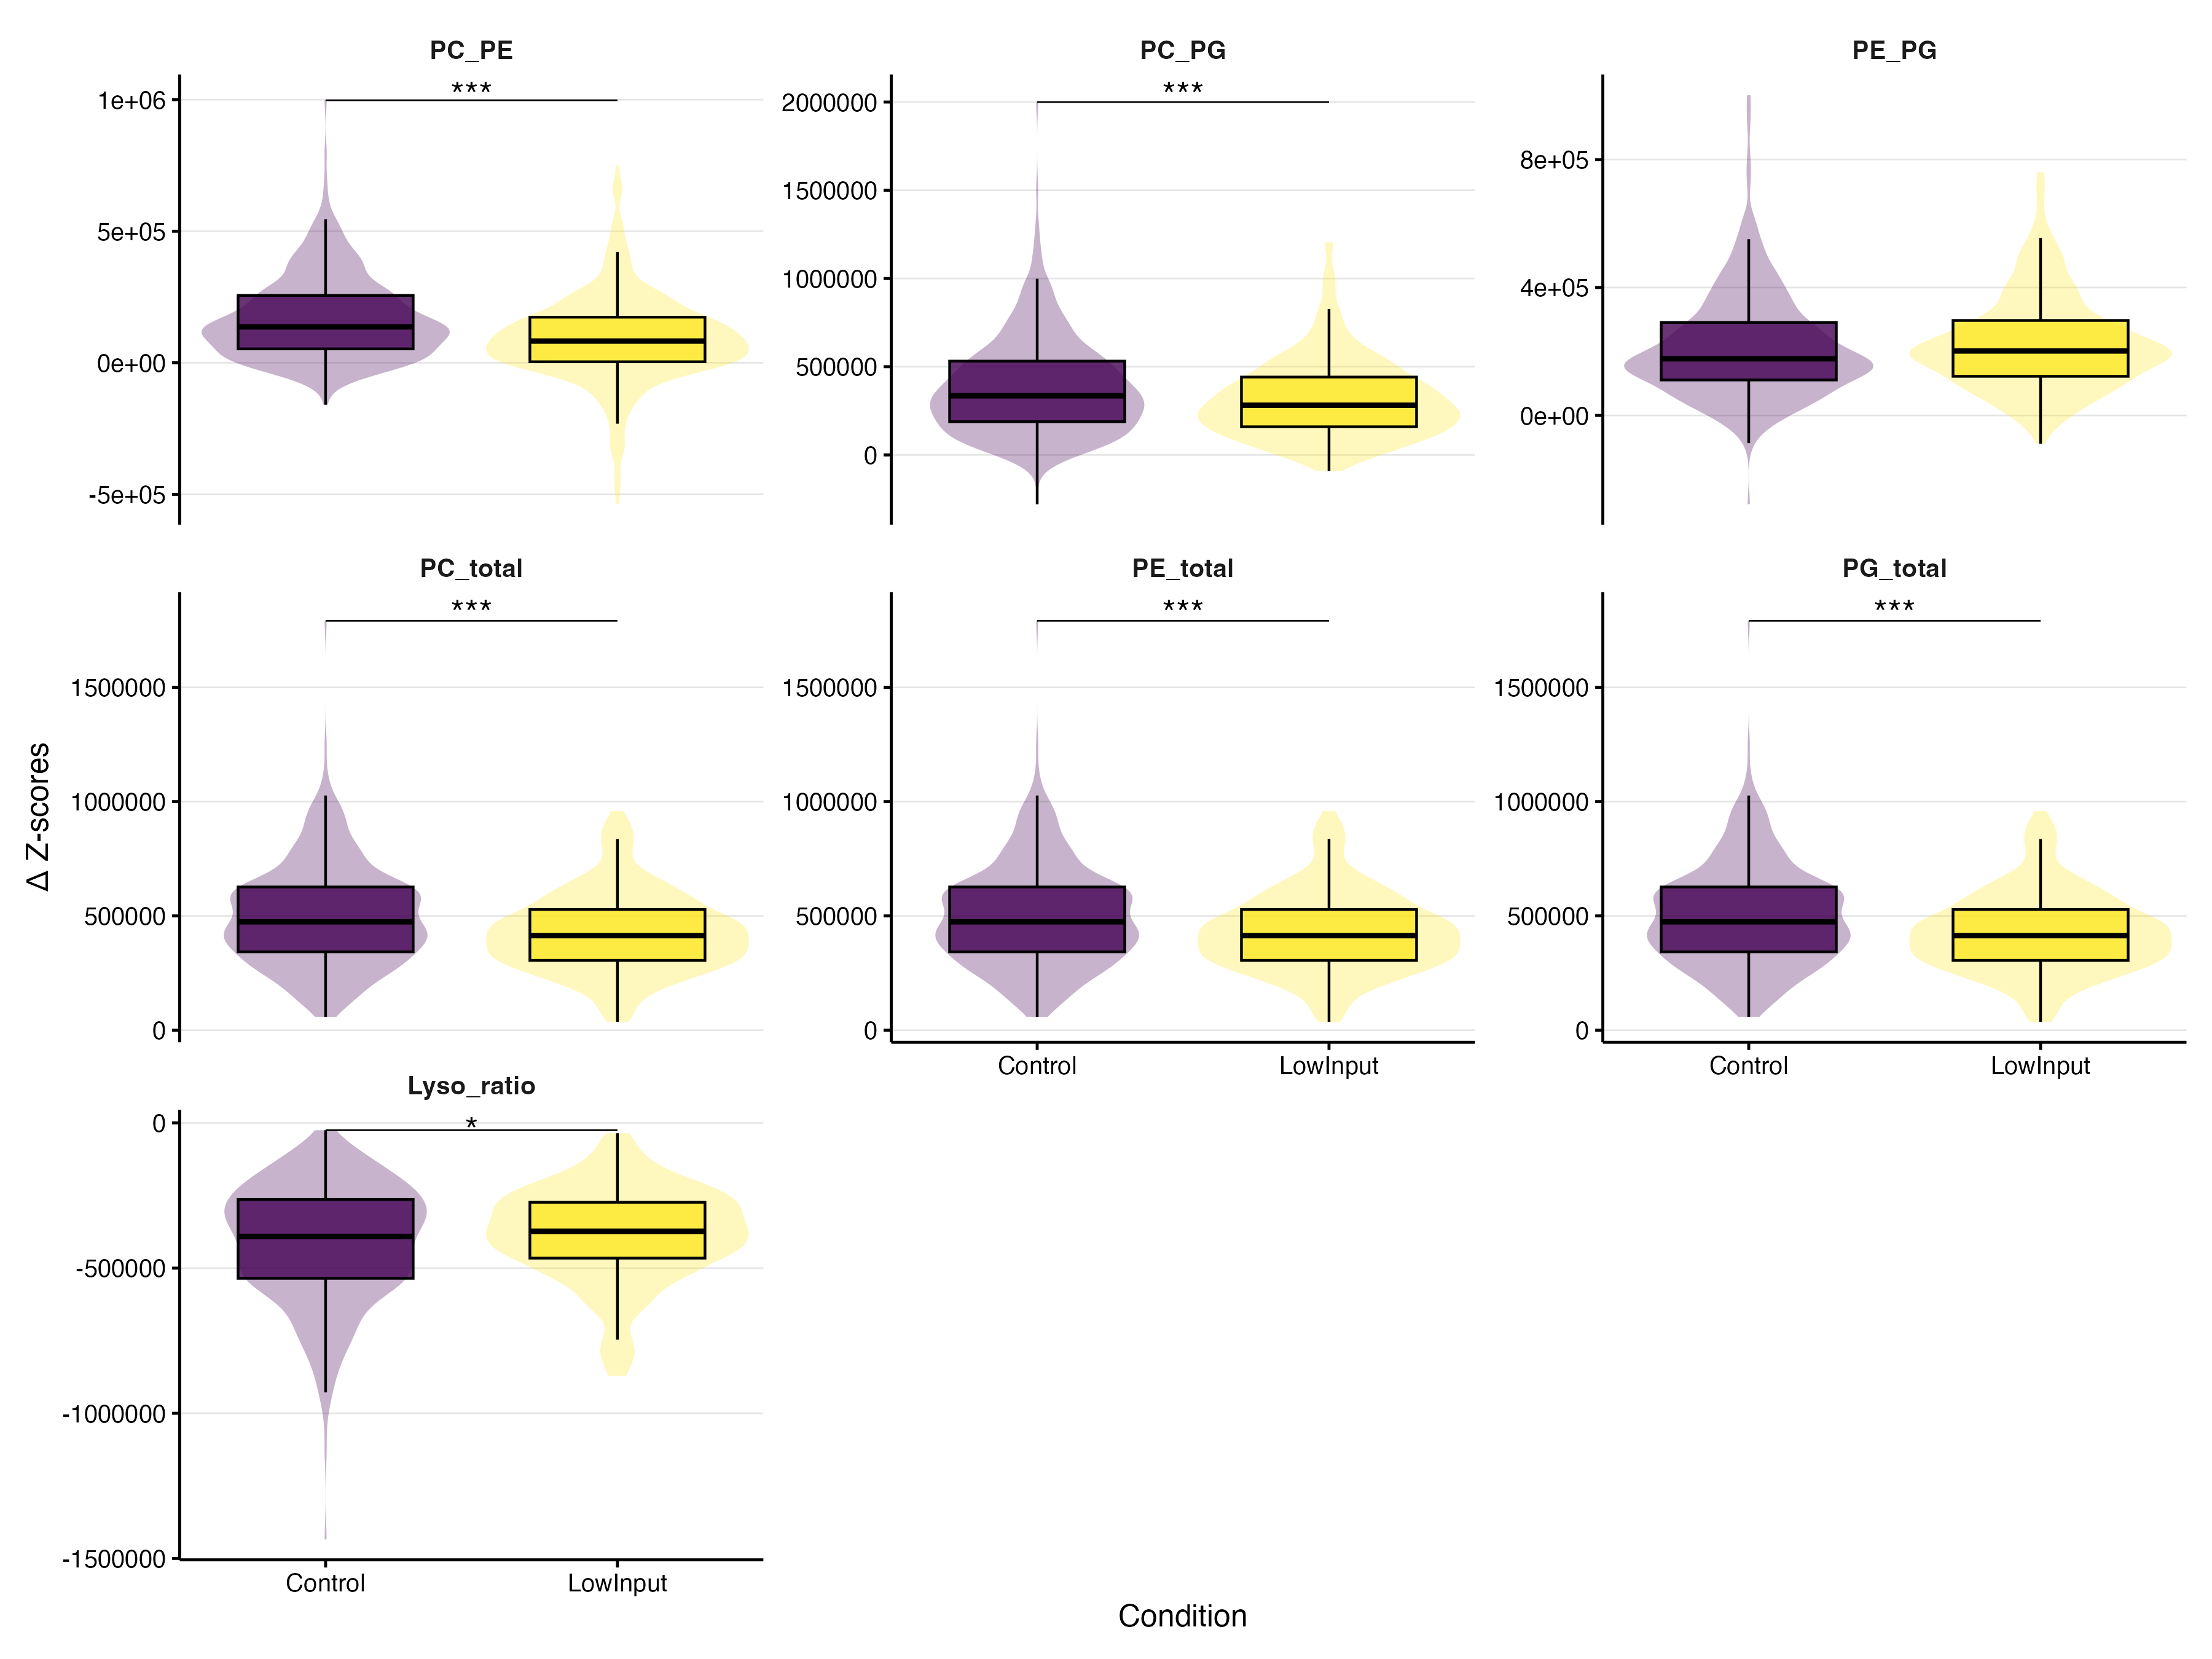 PC_PE
PC_PG
PE_PG
***
***
1e+06
5e+05
0e+00
-5e+05
2000000
1500000
1000000
500000
0
8e+05
4e+05
0e+00
PC_total
PE_total
PG_total
***
***
***
1500000
1000000
500000
0
1500000
1000000
500000
0
1500000
1000000
500000
0
Δ Z-scores
Control
LowInput
Control
LowInput
Lyso_ratio
*
0
-500000
-1000000
-1500000
Control
LowInput
Condition